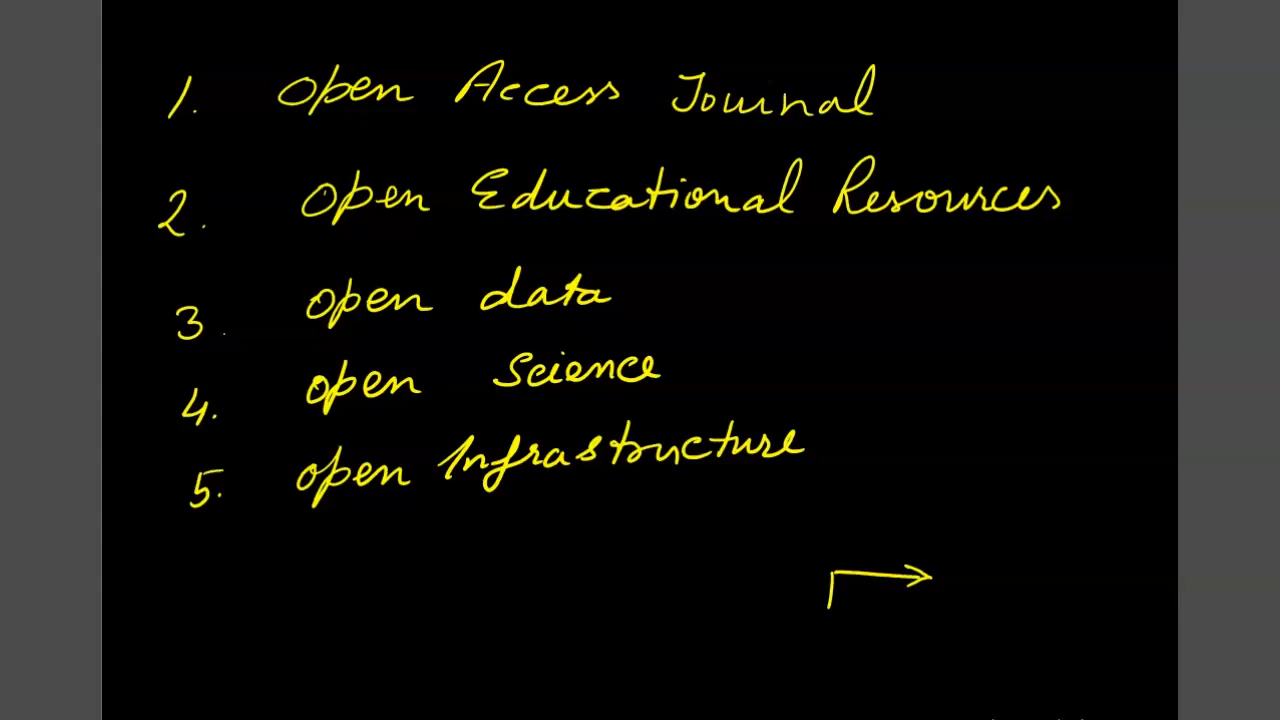 1. Open Access Journal
2. Open Educational Resources
3. open data
4. open Science
5. open Infrastructure